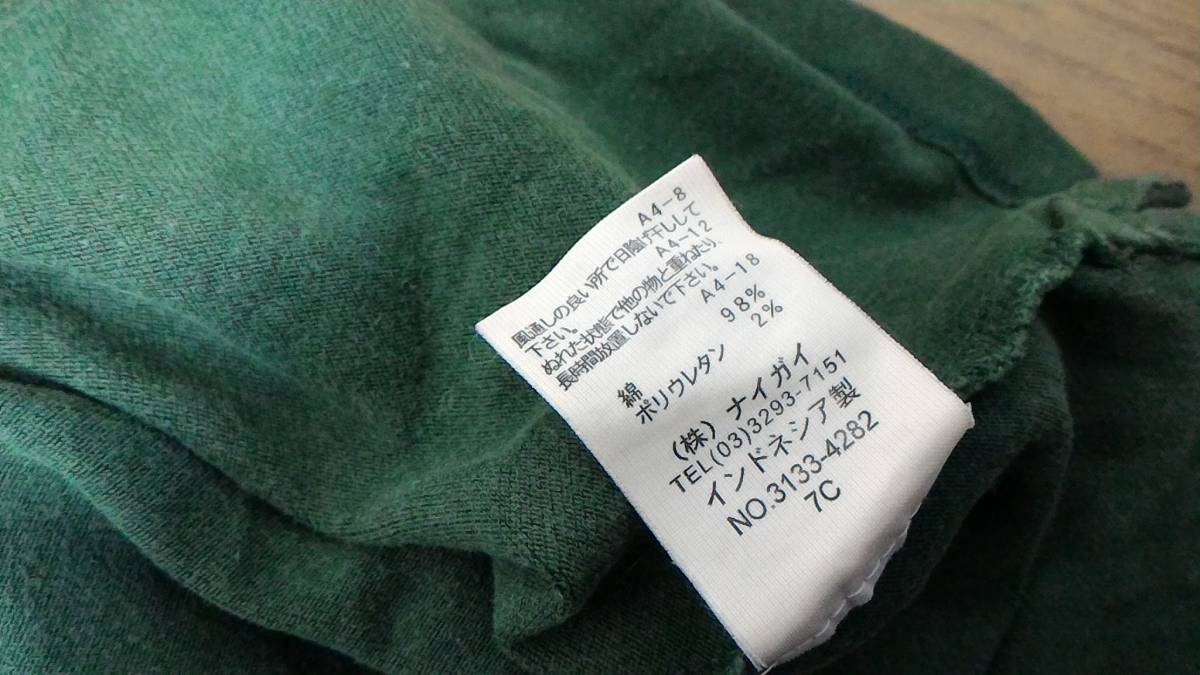 A4-8
風通しの良い所で日陰げ干しして
下さい。 A4-12
ぬれた状態で他の物と重ねたり、
長時間放置しないで下さい。
A4-18
綿 98%
ポリウレタン 2%
(株) ナイガイ
TEL(03)3293-7151
インドネシア製
NO.3133-4282
7C